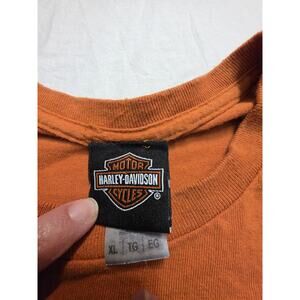 MOTOR
HARLEY-DAVIDSON
CYCLES
®
XL TG EG